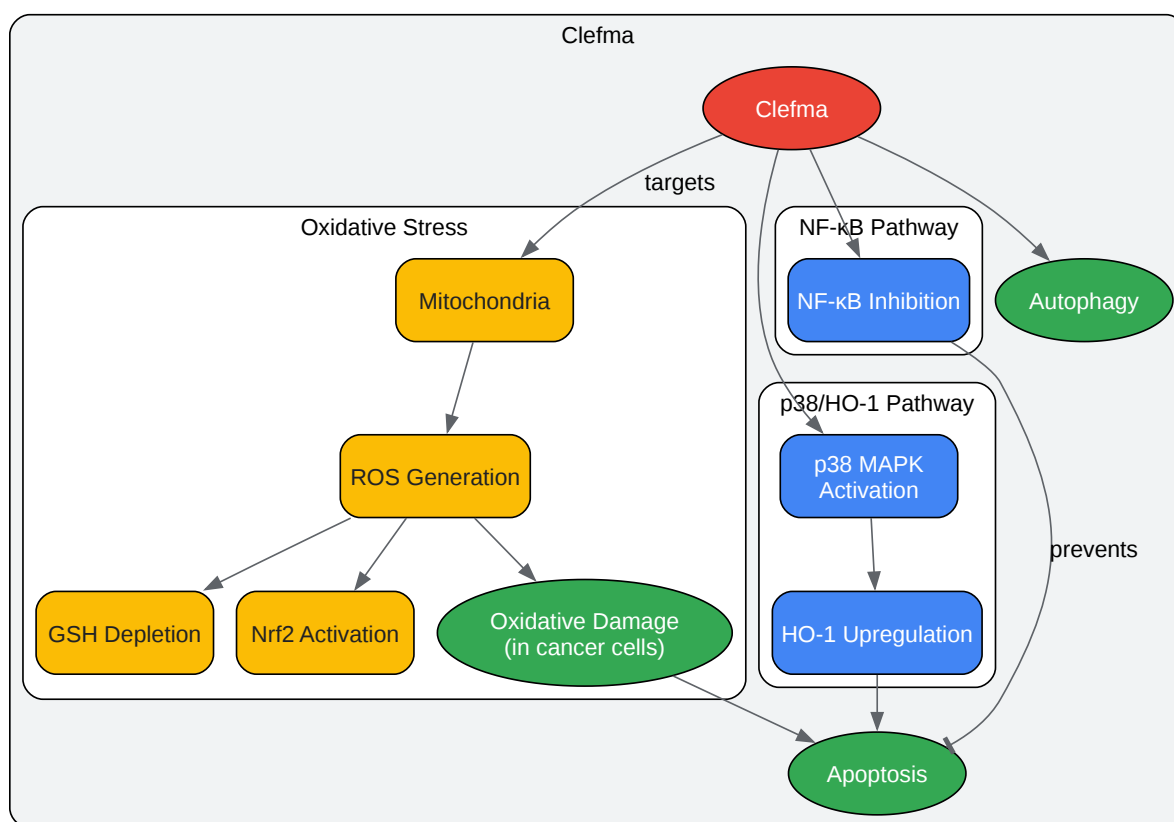 Clefma
Clefma
targets
Oxidative Stress
NF-κB Pathway
Mitochondria
NF-κB Inhibition
Autophagy
p38/HO-1 Pathway
ROS Generation
p38 MAPK
Activation
prevents
GSH Depletion
Nrf2 Activation
Oxidative Damage
(in cancer cells)
HO-1 Upregulation
Apoptosis